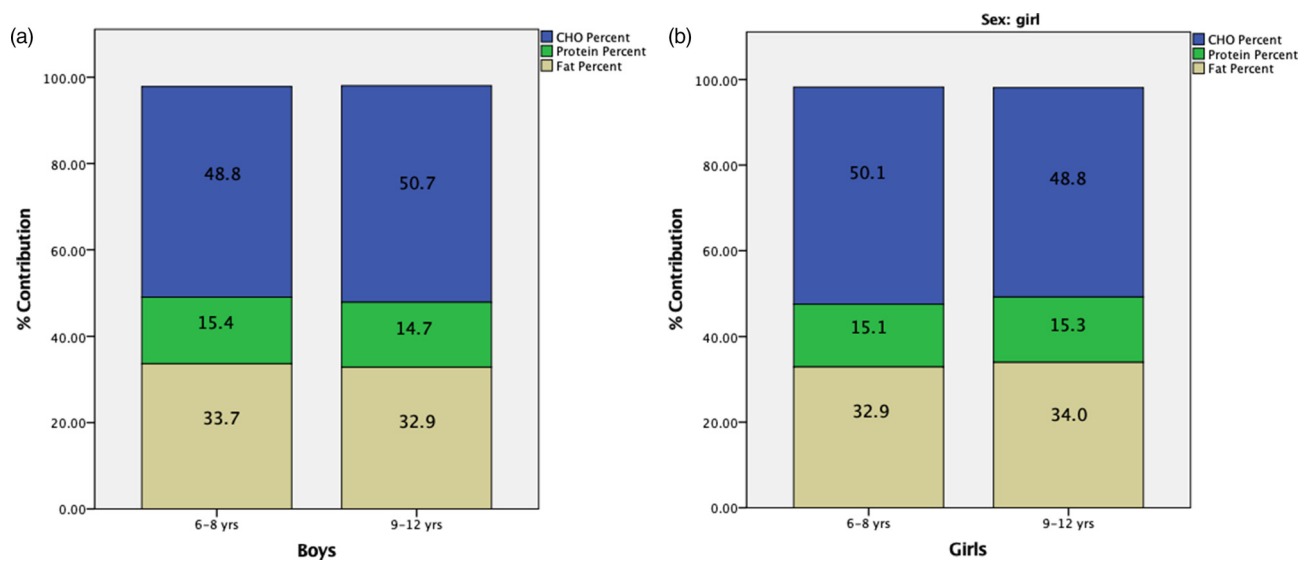 (a)
CHO Percent
Protein Percent
Fat Percent
100.00
80.00
60.00
40.00
20.00
0.00
% Contribution
48.8
50.7
15.4
14.7
33.7
32.9
6–8 yrs
9–12 yrs
Boys
(b)
Sex: girl
CHO Percent
Protein Percent
Fat Percent
100.00
80.00
60.00
40.00
20.00
0.00
% Contribution
50.1
48.8
15.1
15.3
32.9
34.0
6–8 yrs
9–12 yrs
Girls